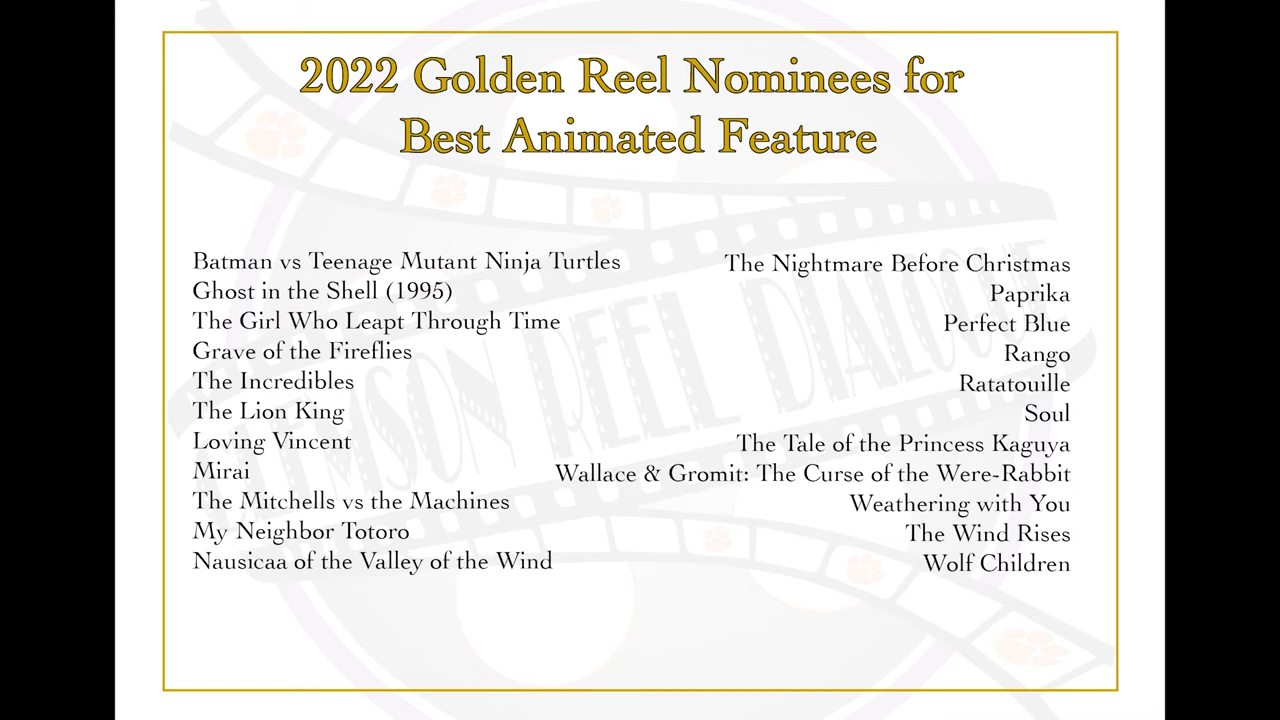 2022 Golden Reel Nominees for
Best Animated Feature
Batman vs Teenage Mutant Ninja Turtles
Ghost in the Shell (1995)
The Girl Who Leapt Through Time
Grave of the Fireflies
The Incredibles
The Lion King
Loving Vincent
Mirai
The Mitchells vs the Machines
My Neighbor Totoro
Nausicaa of the Valley of the Wind
The Nightmare Before Christmas
Paprika
Perfect Blue
Rango
Ratatouille
Soul
The Tale of the Princess Kaguya
Wallace & Gromit: The Curse of the Were-Rabbit
Weathering with You
The Wind Rises
Wolf Children
REEL DIALOGUE